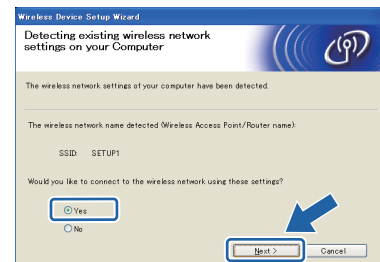 Wireless Device Setup Wizard
Detecting existing wireless network
settings on your Computer
The wireless network settings of your computer have been detected.
The wireless network name detected (Wireless Access Point/Router name):
SSID: SETUP1
Would you like to connect to the wireless network using these settings?
Yes
No
Next >
Cancel